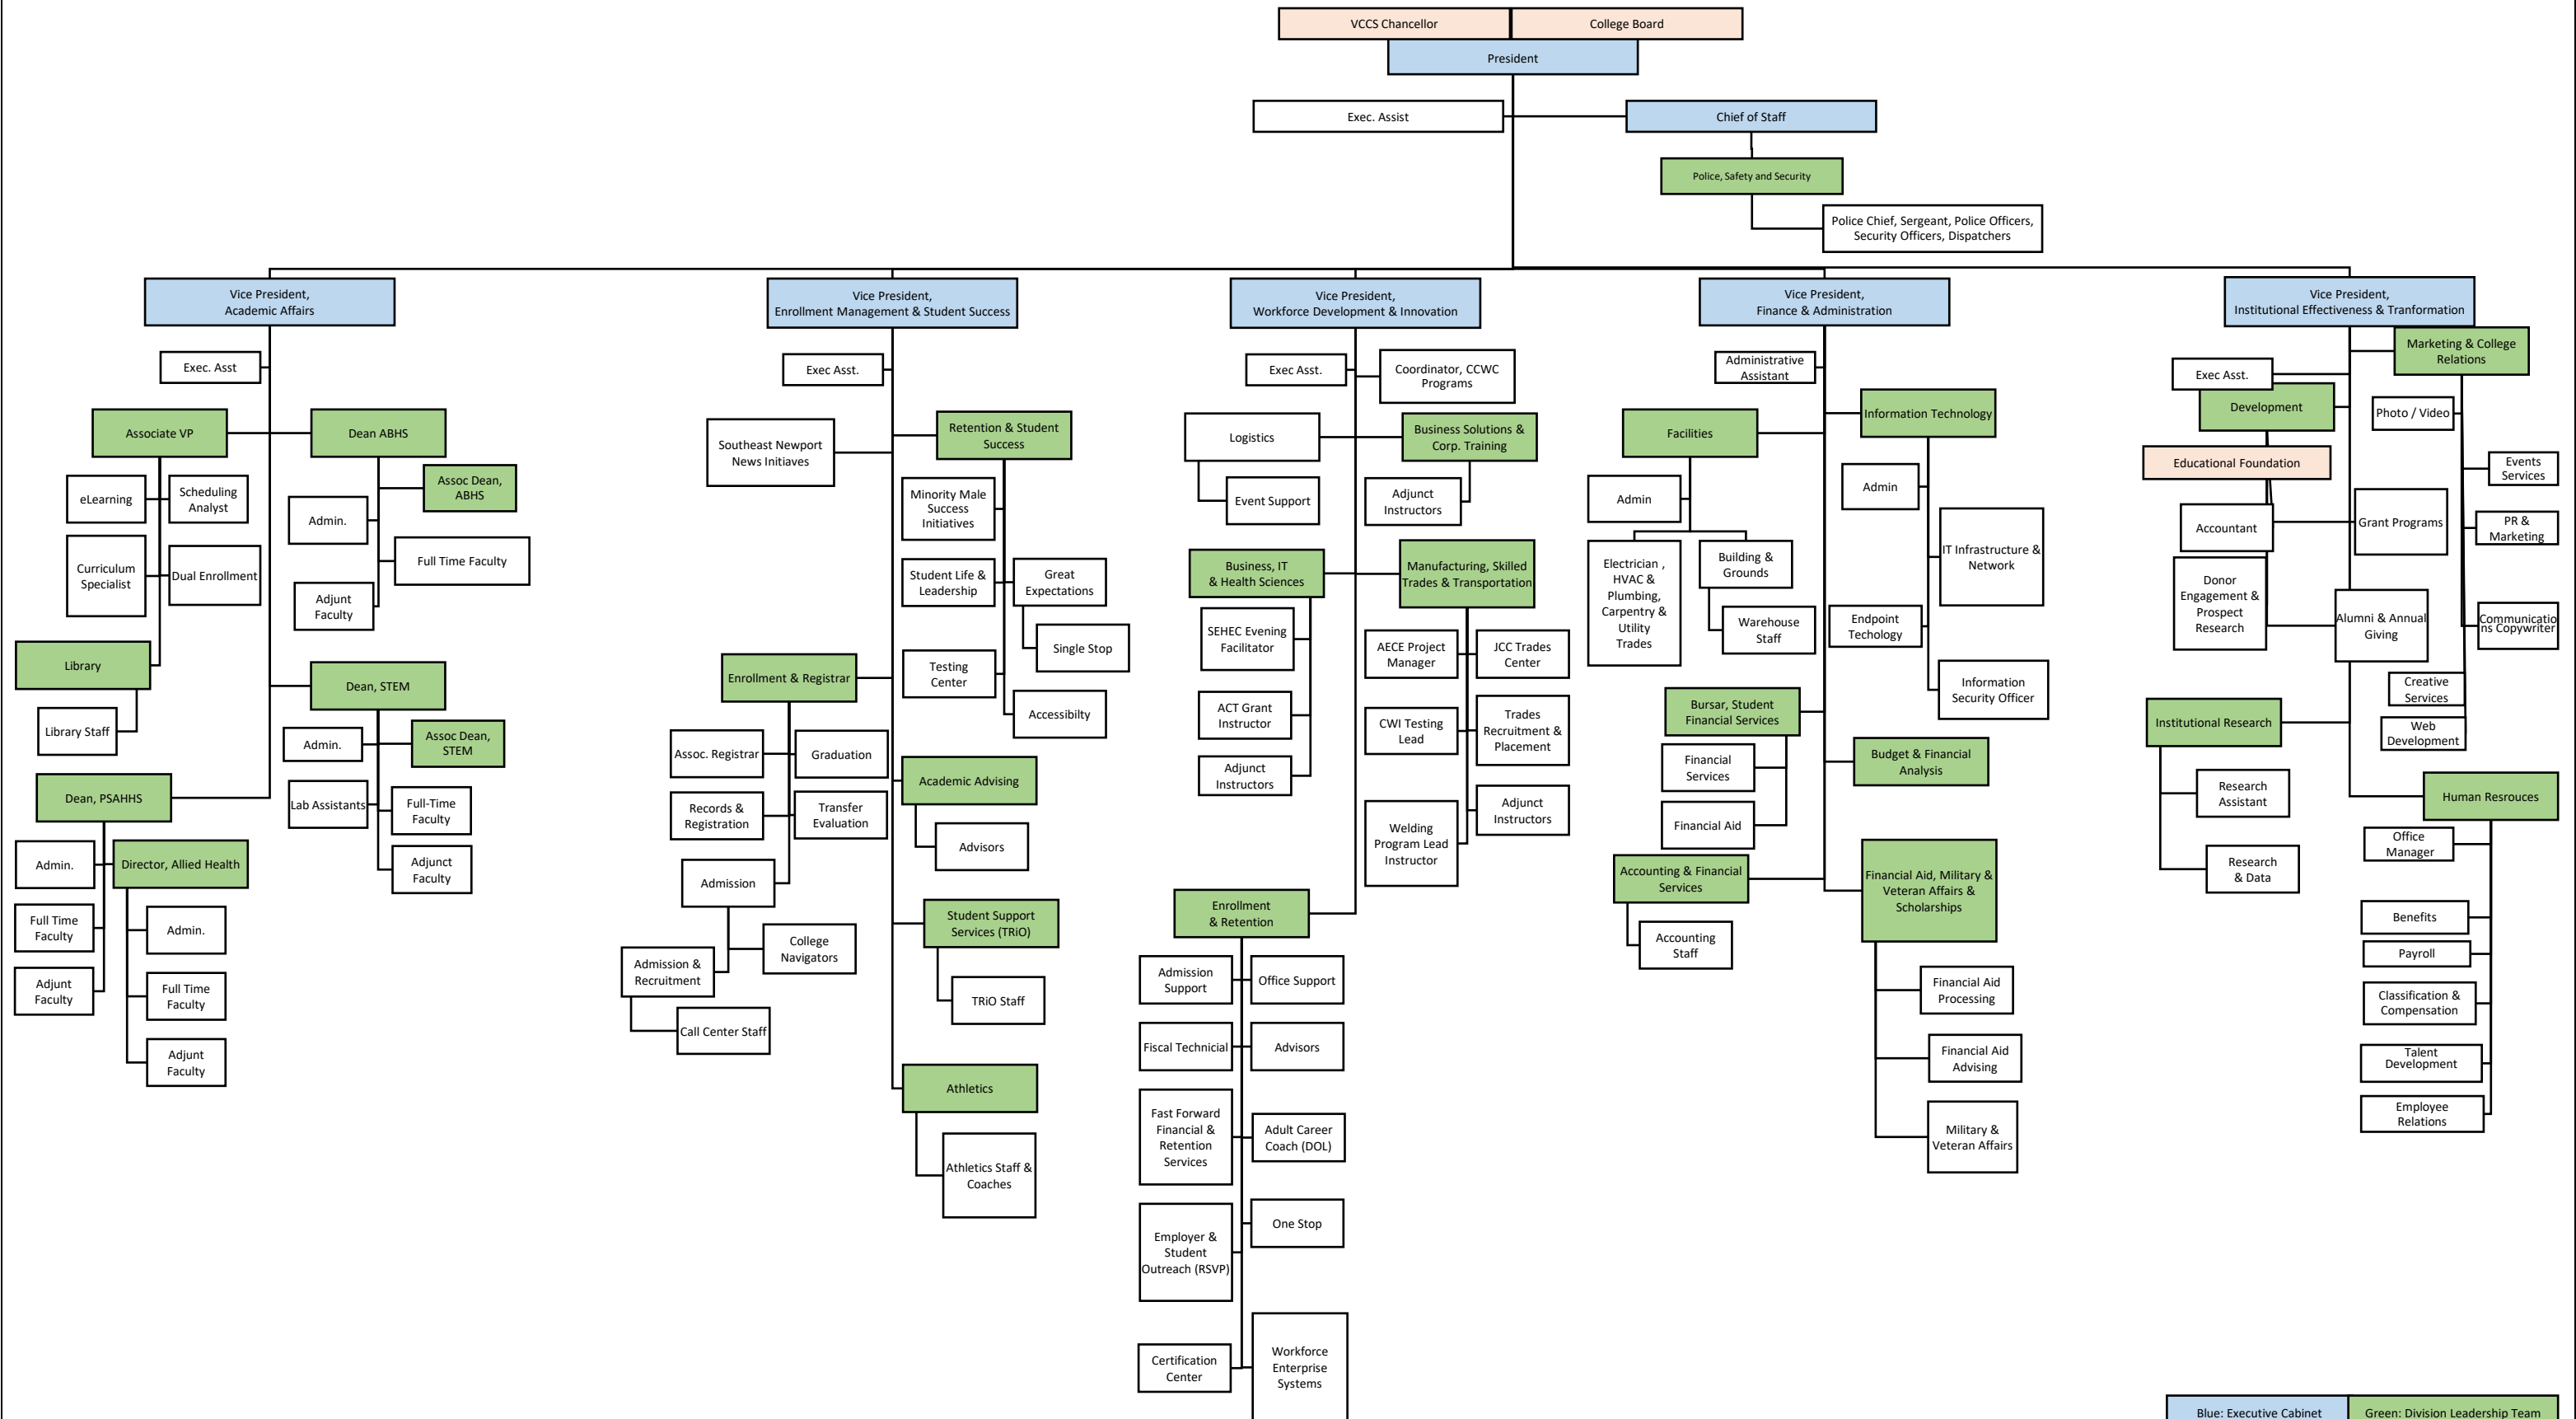 VCCS Chancellor
College Board
President
Exec. Assist
Chief of Staff
Police, Safety and Security
Police Chief, Sergeant, Police Officers,
Security Officers, Dispatchers
Vice President,
Academic Affairs
Exec. Asst
Associate VP
Dean ABHS
eLearning
Scheduling
Analyst
Assoc Dean,
ABHS
Admin.
Curriculum
Specialist
Dual Enrollment
Full Time Faculty
Adjunt
Faculty
Library
Library Staff
Dean, STEM
Admin.
Assoc Dean,
STEM
Lab Assistants
Full-Time
Faculty
Adjunct
Faculty
Dean, PSAHHS
Admin.
Director, Allied Health
Full Time
Faculty
Admin.
Adjunt
Faculty
Full Time
Faculty
Adjunt
Faculty
Vice President,
Enrollment Management & Student Success
Exec Asst.
Southeast Newport
News Initiaves
Retention & Student
Success
Minority Male
Success
Initiatives
Student Life &
Leadership
Great
Expectations
Single Stop
Testing
Center
Accessibilty
Enrollment & Registrar
Assoc. Registrar
Graduation
Records &
Registration
Transfer
Evaluation
Admission
Admission &
Recruitment
College
Navigators
Call Center Staff
Academic Advising
Advisors
Student Support
Services (TRiO)
TRiO Staff
Athletics
Athletics Staff &
Coaches
Vice President,
Workforce Development & Innovation
Exec Asst.
Coordinator, CCWC
Programs
Logistics
Event Support
Business Solutions &
Corp. Training
Adjunct
Instructors
Business, IT
& Health Sciences
SEHEC Evening
Facilitator
ACT Grant
Instructor
Adjunct
Instructors
Manufacturing, Skilled
Trades & Transportation
AECE Project
Manager
JCC Trades
Center
CWI Testing
Lead
Trades
Recruitment &
Placement
Welding
Program Lead
Instructor
Adjunct
Instructors
Enrollment
& Retention
Admission
Support
Office Support
Fiscal Technicial
Advisors
Fast Forward
Financial &
Retention
Services
Adult Career
Coach (DOL)
Employer &
Student
Outreach (RSVP)
One Stop
Certification
Center
Workforce
Enterprise
Systems
Vice President,
Finance & Administration
Administrative
Assistant
Facilities
Admin
Electrician ,
HVAC &
Plumbing,
Carpentry &
Utility
Trades
Building &
Grounds
Warehouse
Staff
Information Technology
Admin
IT Infrastructure &
Network
Endpoint
Techology
Information
Security Officer
Bursar, Student
Financial Services
Financial
Services
Financial Aid
Budget & Financial
Analysis
Accounting & Financial
Services
Accounting
Staff
Financial Aid, Military &
Veteran Affairs &
Scholarships
Financial Aid
Processing
Financial Aid
Advising
Military &
Veteran Affairs
Vice President,
Institutional Effectiveness & Tranformation
Marketing & College
Relations
Exec Asst.
Development
Photo / Video
Educational Foundation
Events
Services
Accountant
Grant Programs
PR &
Marketing
Donor
Engagement &
Prospect
Research
Alumni & Annual
Giving
Communicatio
ns Copywriter
Creative
Services
Web
Development
Institutional Research
Research
Assistant
Research
& Data
Human Resrouces
Office
Manager
Benefits
Payroll
Classification &
Compensation
Talent
Development
Employee
Relations
Blue: Executive Cabinet
Green: Division Leadership Team